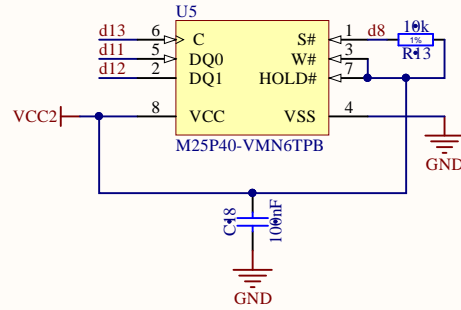 U5
d13 6 C S# 1 d8 10k
1%
R13
d11 5 DQ0 W# 3
d12 2 DQ1 HOLD# 7
VCC2 8 VCC VSS 4
M25P40-VMN6TPB
GND
C18
100nF
GND